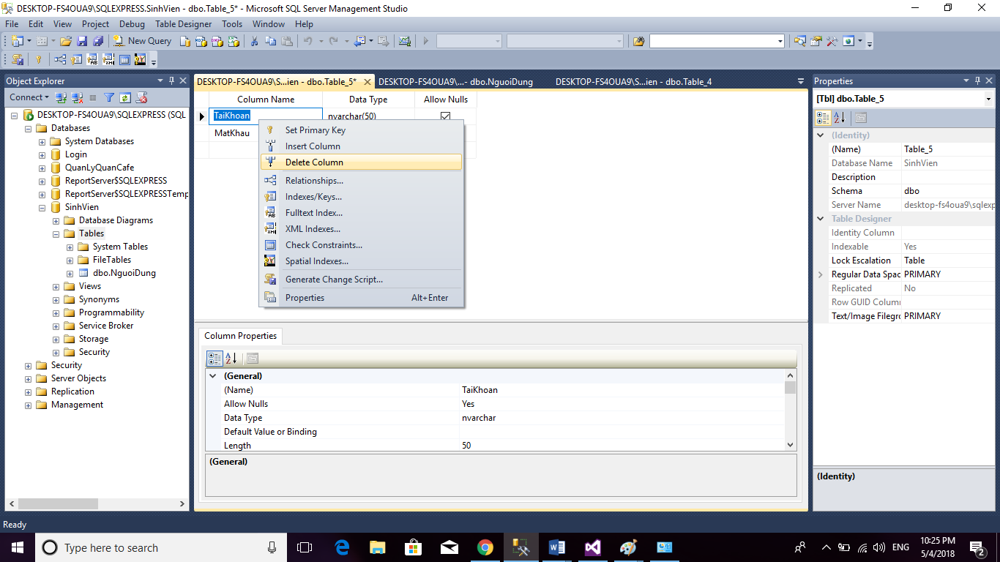 DESKTOP-FS4OUA9\SQLEXPRESS.SinhVien - dbo.Table_5* - Microsoft SQL Server Management Studio
File Edit View Project Debug Table Designer Tools Window Help
New Query
Object Explorer
Connect
DESKTOP-FS4OUA9\SQLEXPRESS (SQL
Databases
System Databases
Login
QuanLyQuanCafe
ReportServer$SQLEXPRESS
ReportServer$SQLEXPRESSTemp
SinhVien
Database Diagrams
Tables
System Tables
FileTables
dbo.NguoiDung
Views
Synonyms
Programmability
Service Broker
Storage
Security
Security
Server Objects
Replication
Management
DESKTOP-FS4OUA9\S...ien - dbo.Table_5* DESKTOP-FS4OUA9\...- dbo.NguoiDung DESKTOP-FS4OUA9\S...ien - dbo.Table_4
Column Name Data Type Allow Nulls
TaiKhoan nvarchar(50)
MatKhau
Set Primary Key
Insert Column
Delete Column
Relationships...
Indexes/Keys...
Fulltext Index...
XML Indexes...
Check Constraints...
Spatial Indexes...
Generate Change Script...
Properties Alt+Enter
Column Properties
(General)
(Name) TaiKhoan
Allow Nulls Yes
Data Type nvarchar
Default Value or Binding
Length 50
(General)
Properties
[Tbl] dbo.Table_5
(Identity)
(Name) Table_5
Database Name SinhVien
Description
Schema dbo
Server Name desktop-fs4oua9\sqlexp
Table Designer
Identity Column
Indexable Yes
Lock Escalation Table
Regular Data Spac PRIMARY
Replicated No
Row GUID Column
Text/Image Filegro PRIMARY
(Identity)
Ready
Type here to search
ENG
10:25 PM
5/4/2018
2